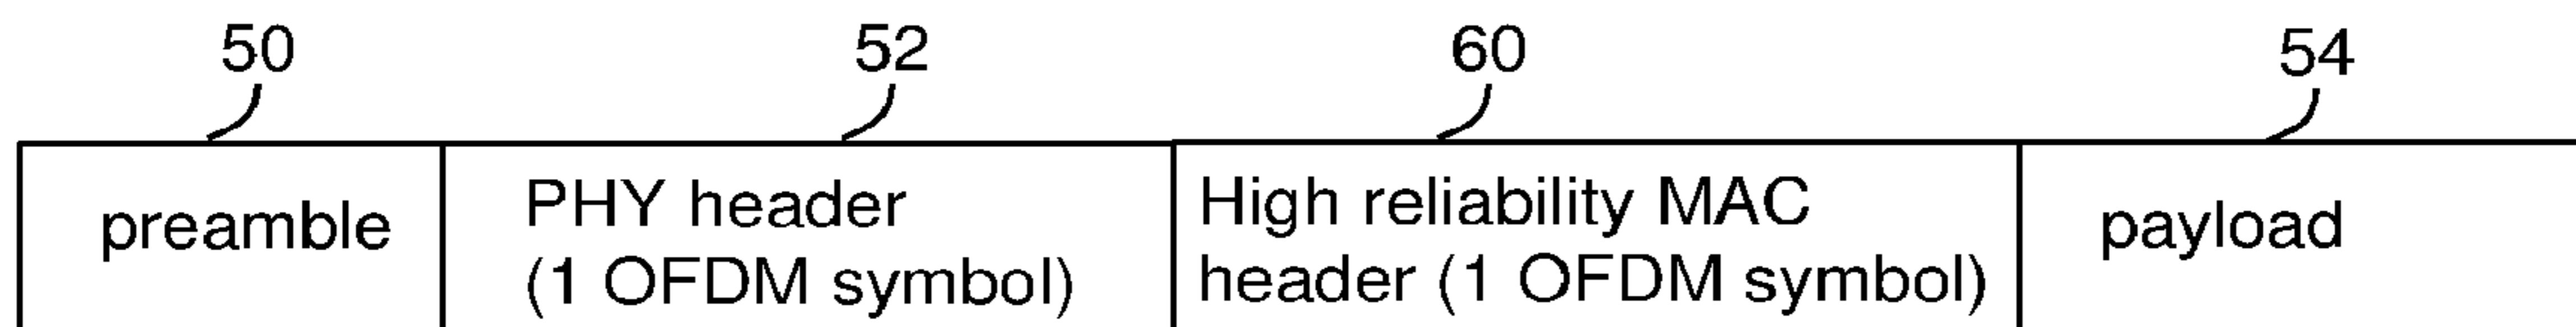 50
52
60
54
preamble
PHY header
(1 OFDM symbol)
High reliability MAC
header (1 OFDM symbol)
payload